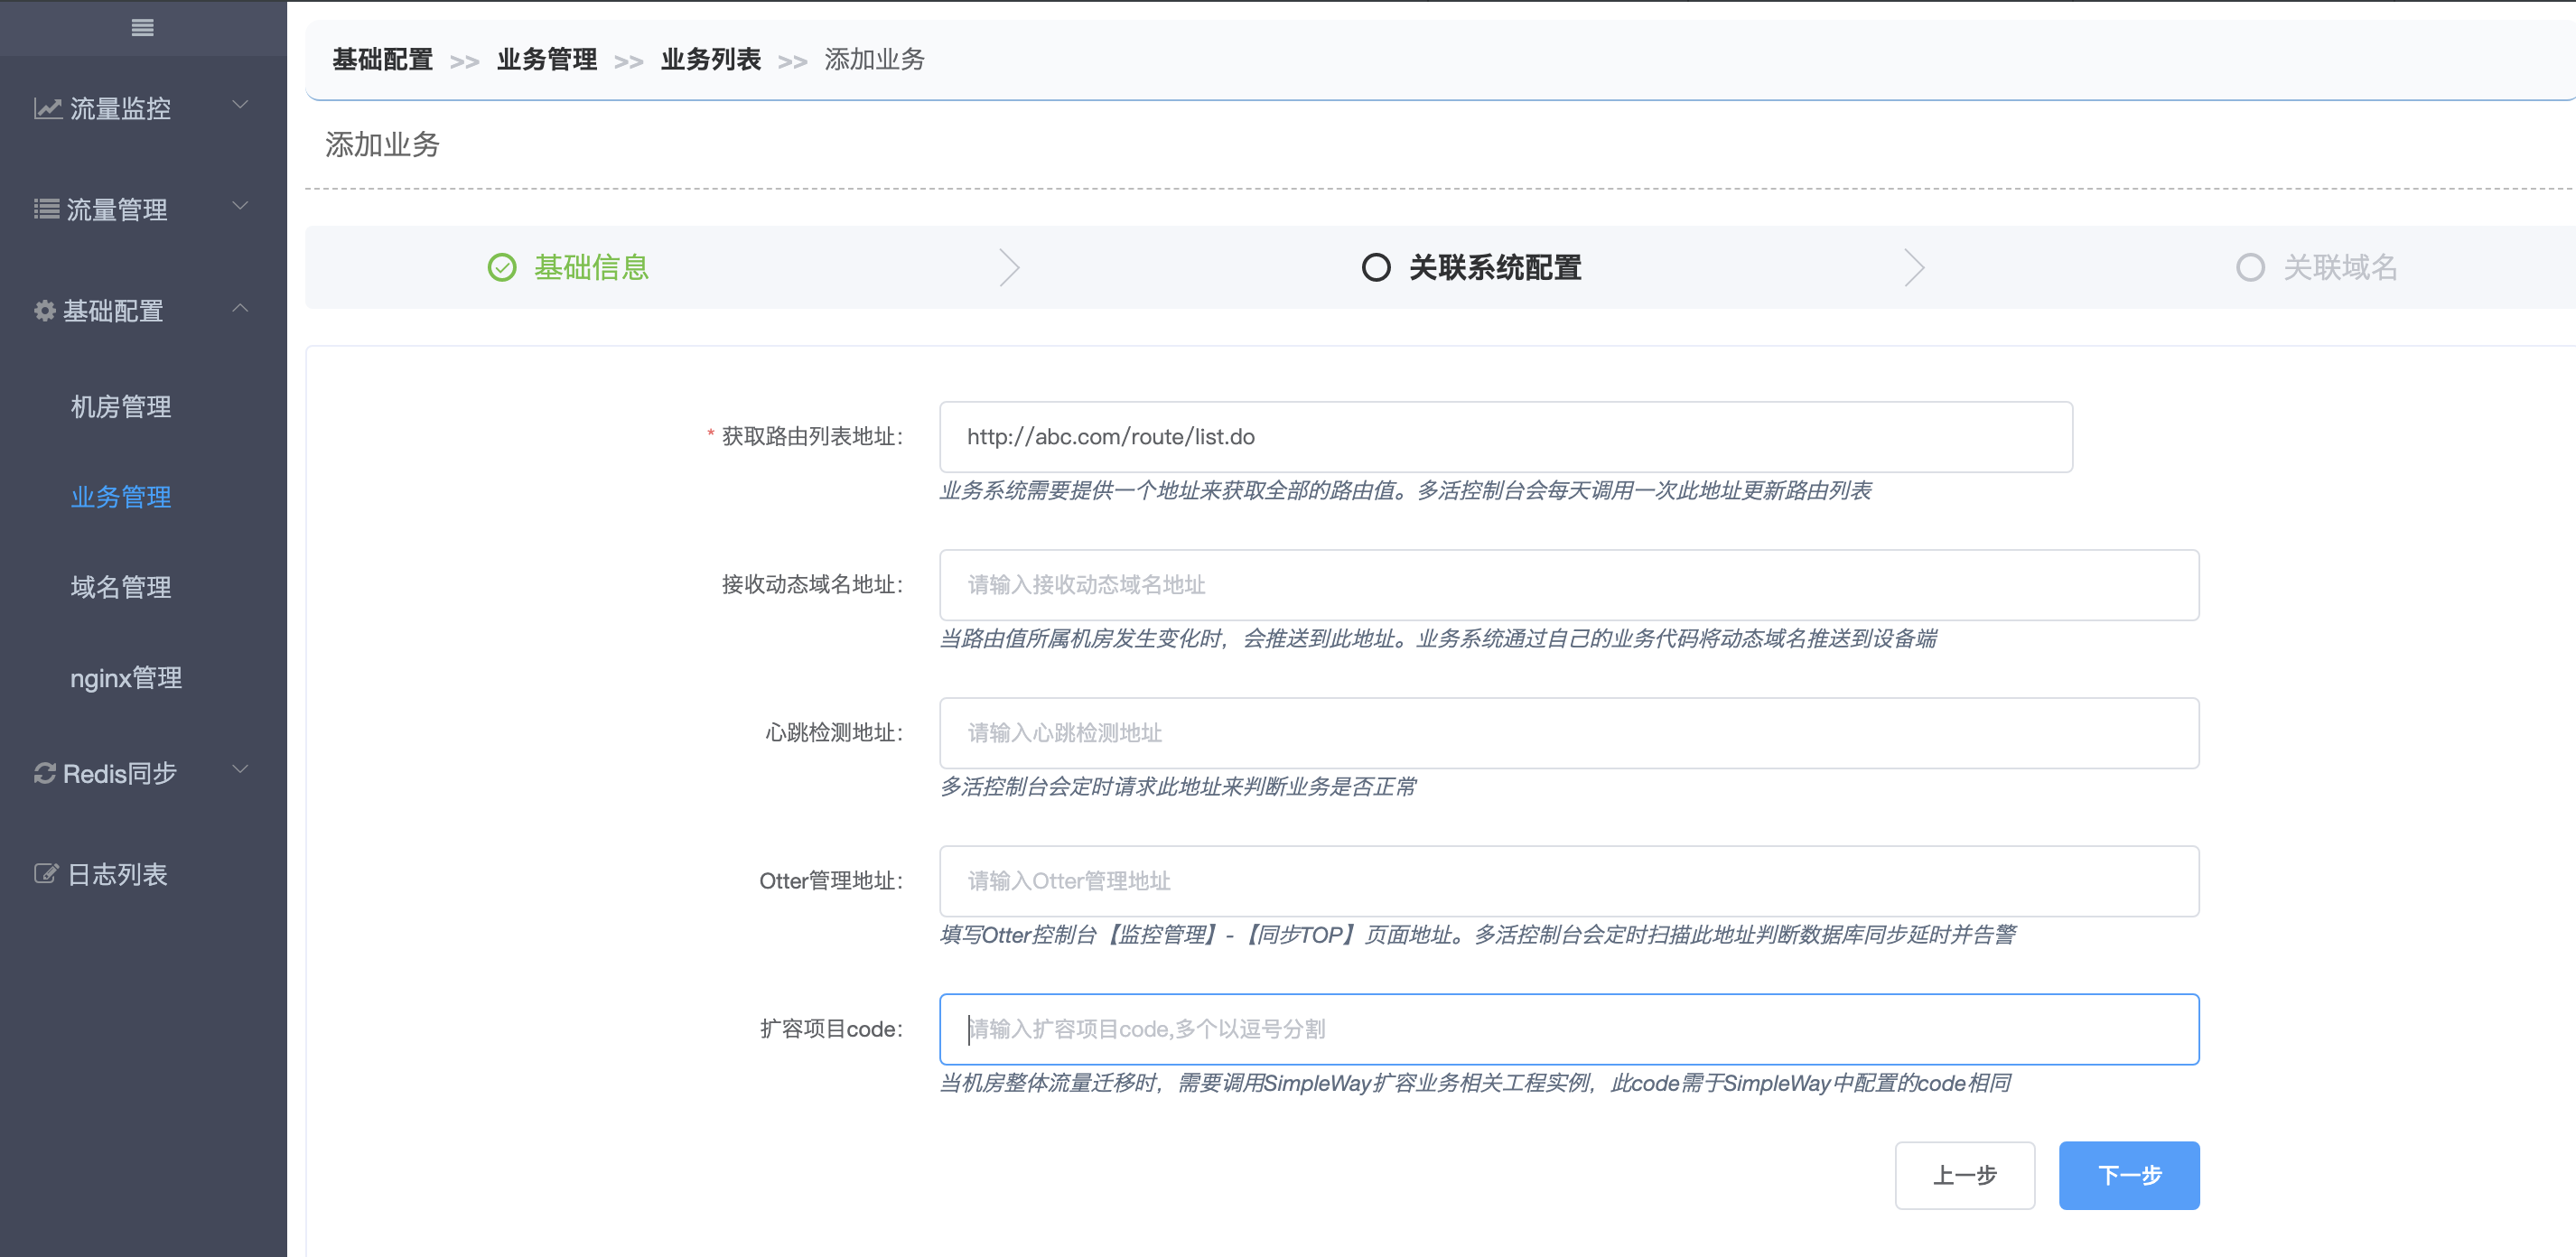 基础配置 >> 业务管理 >> 业务列表 >> 添加业务
流量监控
流量管理
基础配置
机房管理
业务管理
域名管理
nginx管理
Redis同步
日志列表
添加业务
基础信息
关联系统配置
关联域名
* 获取路由列表地址:
http://abc.com/route/list.do
业务系统需要提供一个地址来获取全部的路由值。多活控制台会每天调用一次此地址更新路由列表
接收动态域名地址:
请输入接收动态域名地址
当路由值所属机房发生变化时，会推送到此地址。业务系统通过自己的业务代码将动态域名推送到设备端
心跳检测地址:
请输入心跳检测地址
多活控制台会定时请求此地址来判断业务是否正常
Otter管理地址:
请输入Otter管理地址
填写Otter控制台【监控管理】-【同步TOP】页面地址。多活控制台会定时扫描此地址判断数据库同步延时并告警
扩容项目code:
请输入扩容项目code,多个以逗号分割
当机房整体流量迁移时，需要调用SimpleWay扩容业务相关工程实例，此code需于SimpleWay中配置的code相同
上一步
下一步